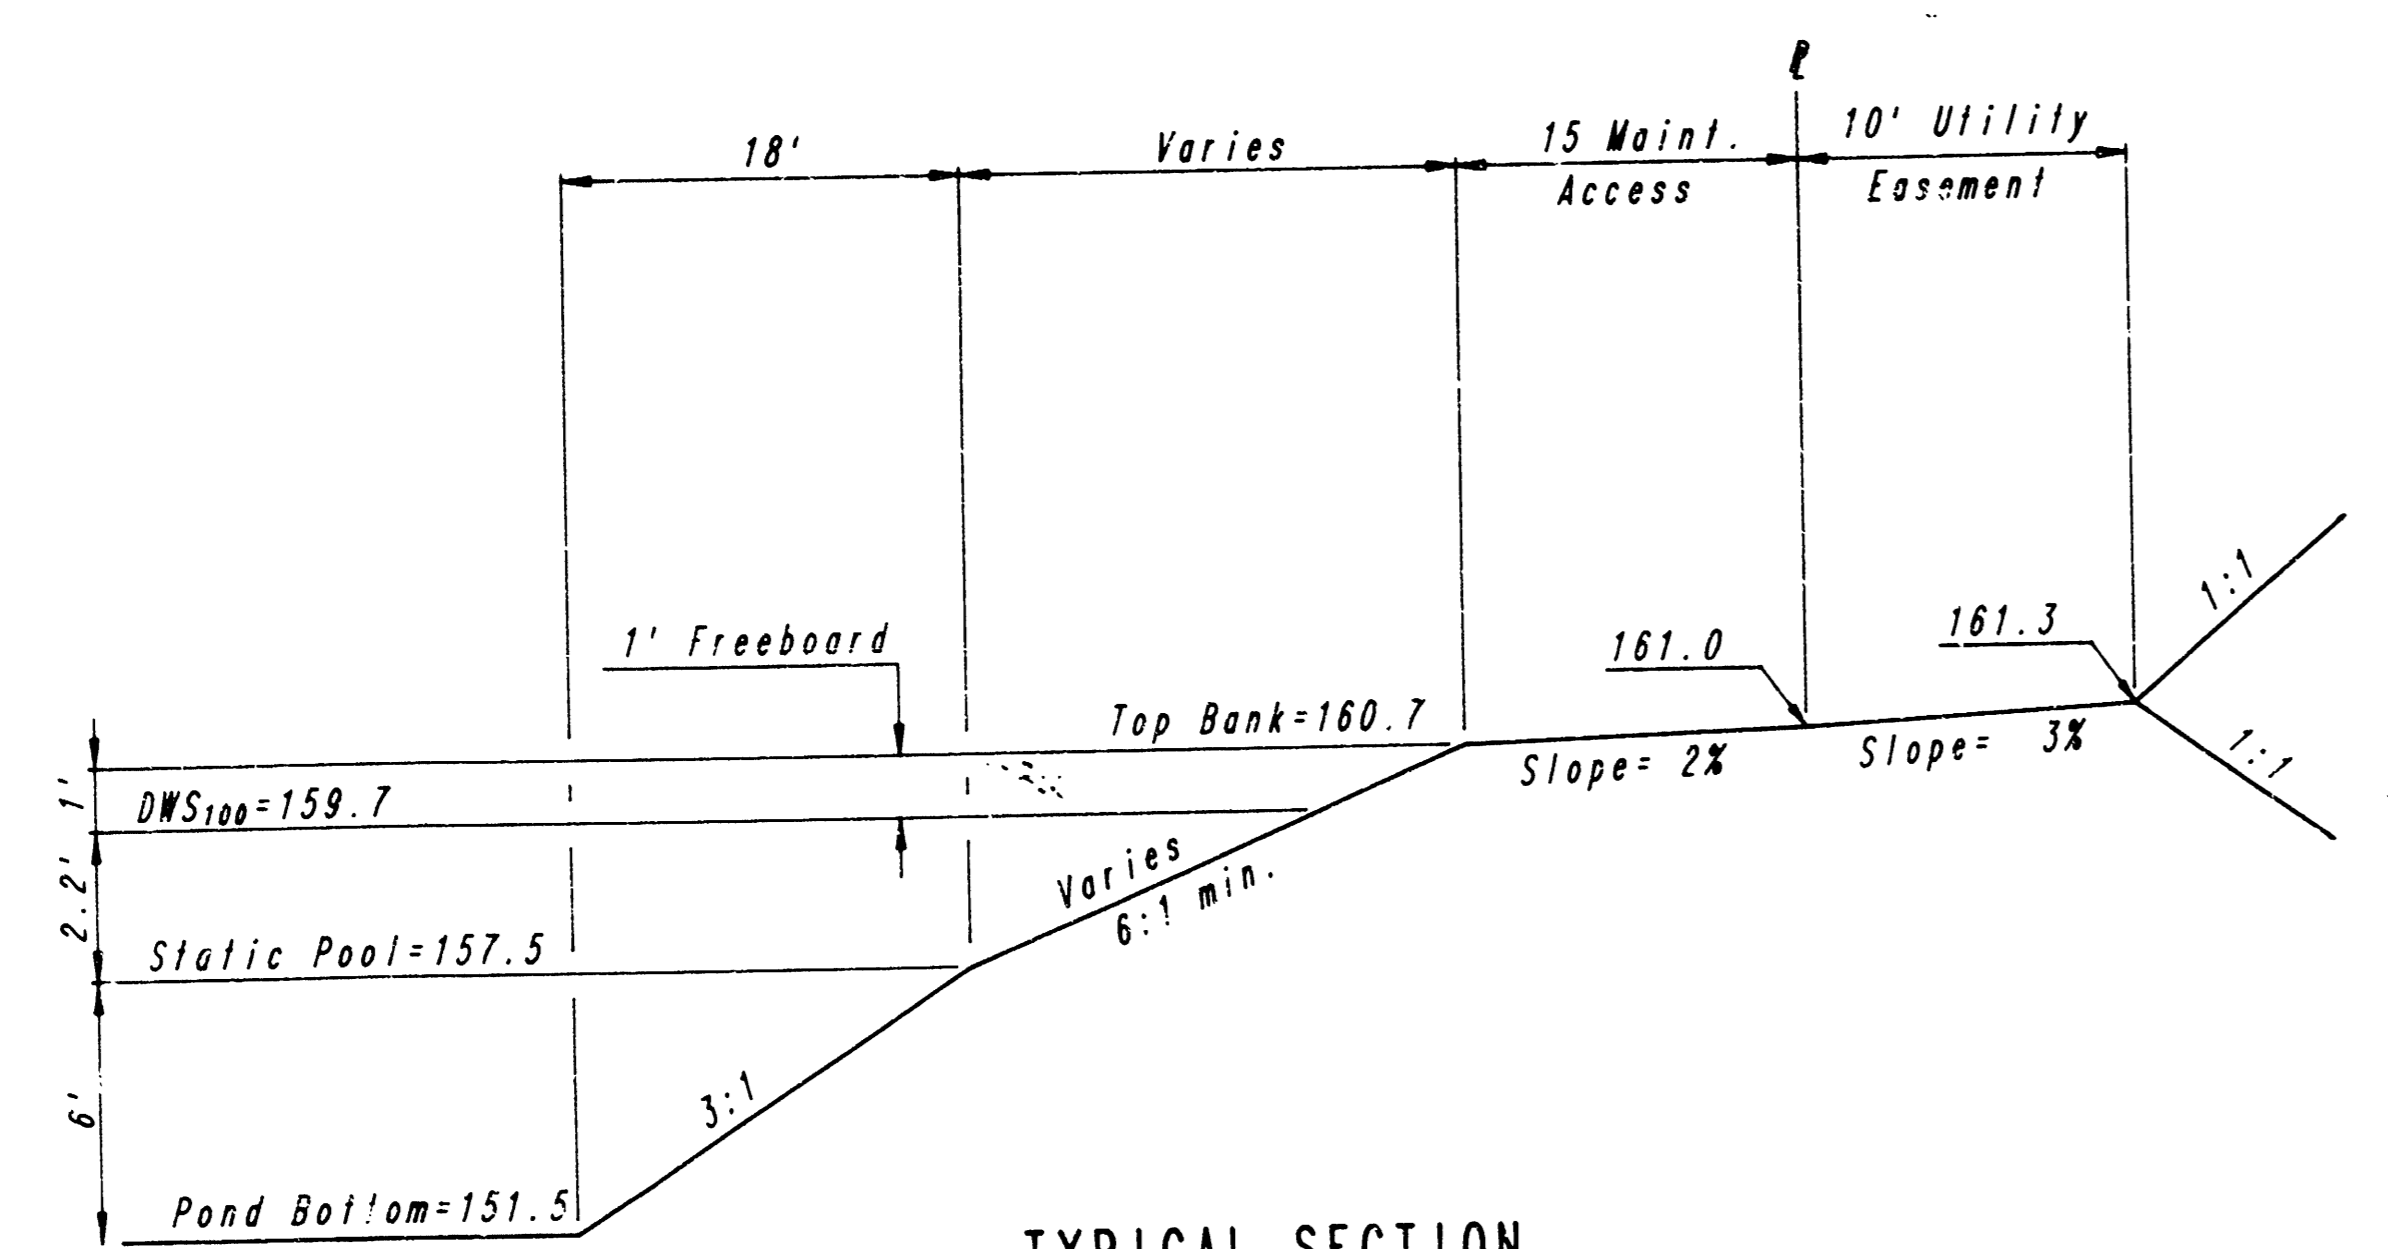 ℄
18'
Varies
15 Maint.
Access
10' Utility
Easement
1:1
161.3
161.0
1' Freeboard
Top Bank=160.7
Slope= 2%
Slope= 3%
1:1
1'
DWS100=159.7
2.2'
Varies
6:1 min.
Static Pool=157.5
3:1
6'
Pond Bottom=151.5
TYPICAL SECTION